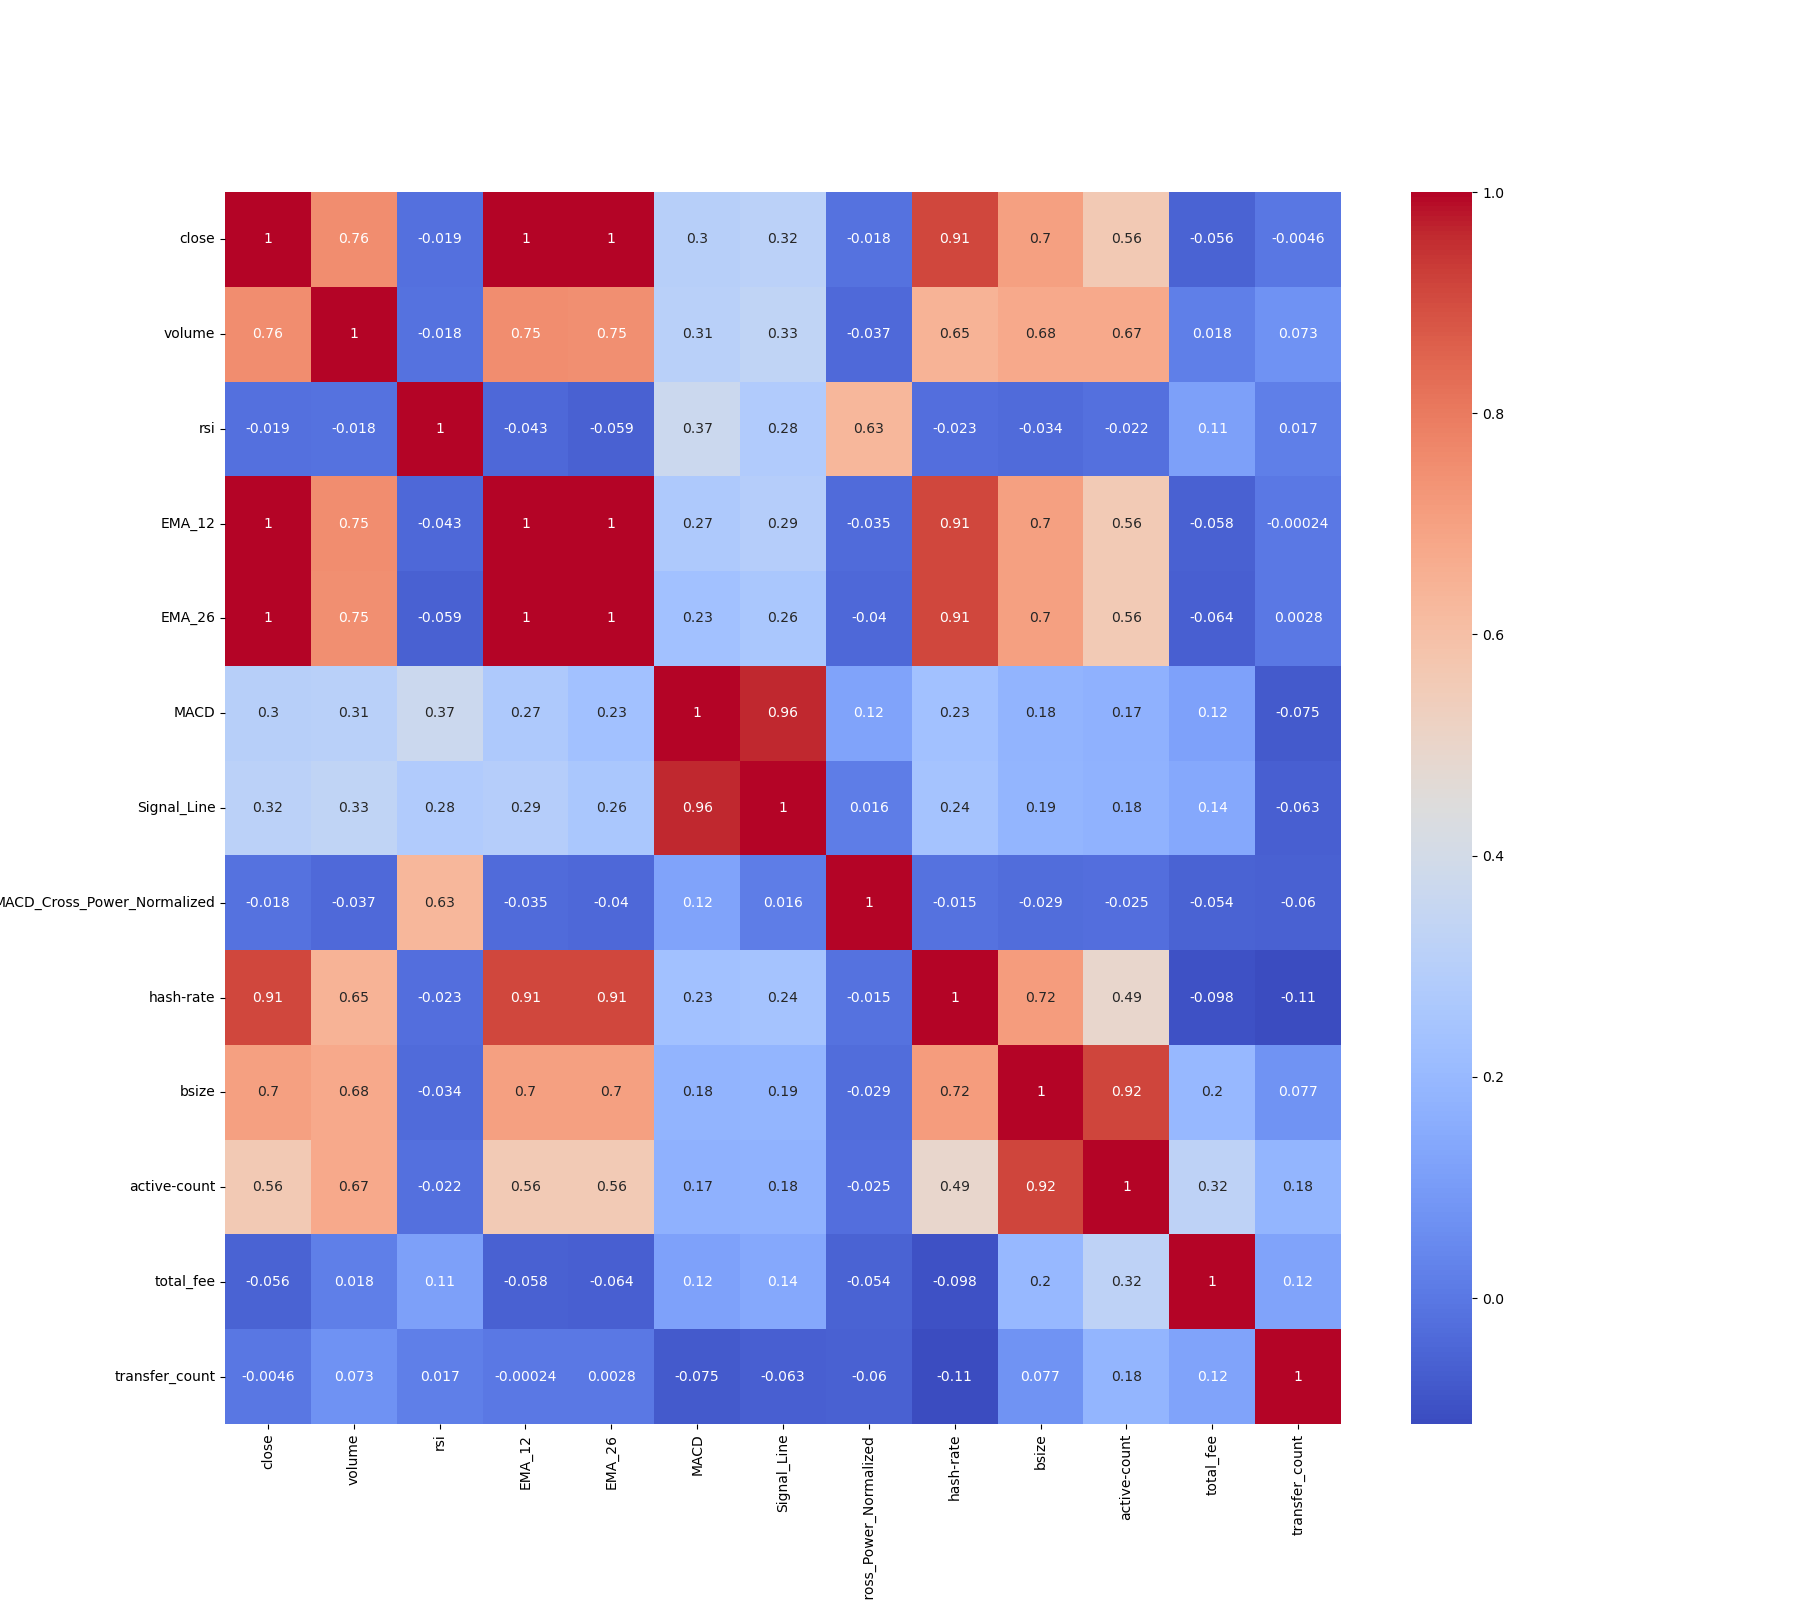 close 1 0.76 -0.019 1 1 0.3 0.32 -0.018 0.91 0.7 0.56 -0.056 -0.0046
volume 0.76 1 -0.018 0.75 0.75 0.31 0.33 -0.037 0.65 0.68 0.67 0.018 0.073
rsi -0.019 -0.018 1 -0.043 -0.059 0.37 0.28 0.63 -0.023 -0.034 -0.022 0.11 0.017
EMA_12 1 0.75 -0.043 1 1 0.27 0.29 -0.035 0.91 0.7 0.56 -0.058 -0.00024
EMA_26 1 0.75 -0.059 1 1 0.23 0.26 -0.04 0.91 0.7 0.56 -0.064 0.0028
MACD 0.3 0.31 0.37 0.27 0.23 1 0.96 0.12 0.23 0.18 0.17 0.12 -0.075
Signal_Line 0.32 0.33 0.28 0.29 0.26 0.96 1 0.016 0.24 0.19 0.18 0.14 -0.063
MACD_Cross_Power_Normalized -0.018 -0.037 0.63 -0.035 -0.04 0.12 0.016 1 -0.015 -0.029 -0.025 -0.054 -0.06
hash-rate 0.91 0.65 -0.023 0.91 0.91 0.23 0.24 -0.015 1 0.72 0.49 -0.098 -0.11
bsize 0.7 0.68 -0.034 0.7 0.7 0.18 0.19 -0.029 0.72 1 0.92 0.2 0.077
active-count 0.56 0.67 -0.022 0.56 0.56 0.17 0.18 -0.025 0.49 0.92 1 0.32 0.18
total_fee -0.056 0.018 0.11 -0.058 -0.064 0.12 0.14 -0.054 -0.098 0.2 0.32 1 0.12
transfer_count -0.0046 0.073 0.017 -0.00024 0.0028 -0.075 -0.063 -0.06 -0.11 0.077 0.18 0.12 1
close volume rsi EMA_12 EMA_26 MACD Signal_Line ross_Power_Normalized hash-rate bsize active-count total_fee transfer_count
1.0
0.8
0.6
0.4
0.2
0.0